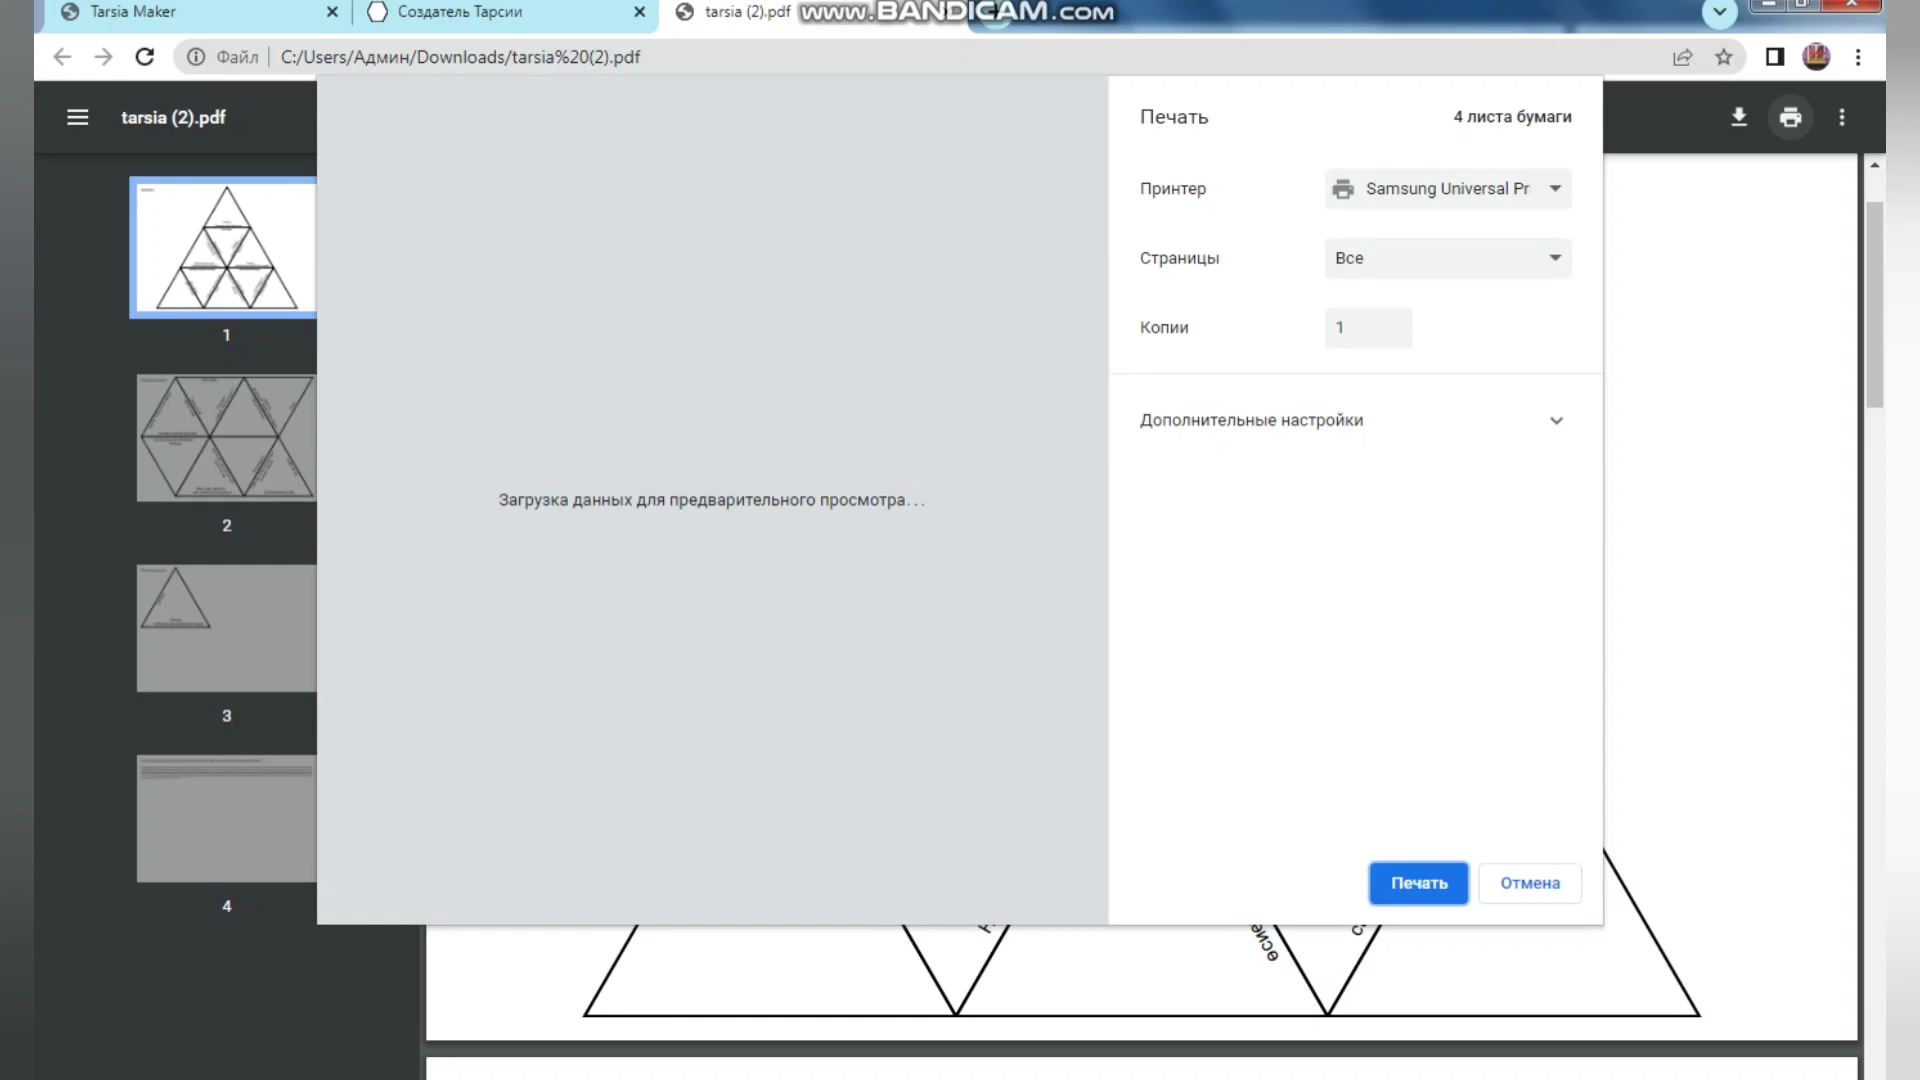 Tarsia Maker
Создатель Тарсии
tarsia (2).pdf
www.BANDICAM.com
Файл
C:/Users/Админ/Downloads/tarsia%20(2).pdf
tarsia (2).pdf
Печать
4 листа бумаги
Принтер
Samsung Universal Pri
Страницы
Все
Копии
1
Дополнительные настройки
Загрузка данных для предварительного просмотра...
1
2
3
4
Печать
Отмена